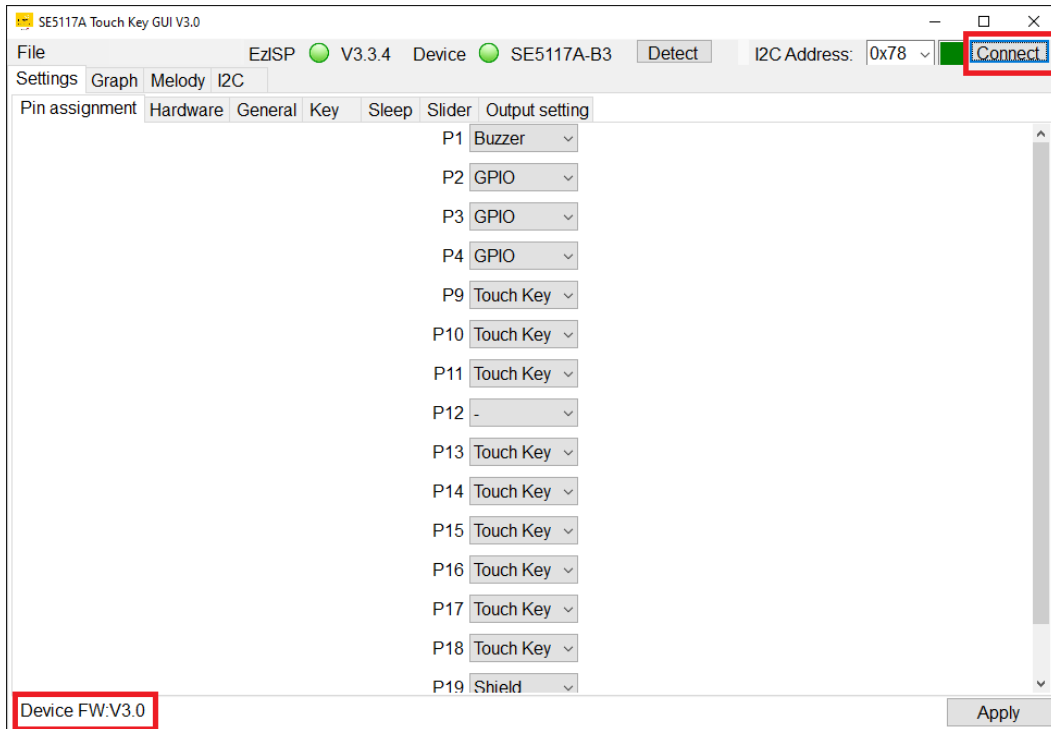 SE5117A Touch Key GUI V3.0
File EzISP V3.3.4 Device SE5117A-B3 Detect I2C Address: 0x78 Connect
Settings Graph Melody I2C
Pin assignment Hardware General Key Sleep Slider Output setting
P1 Buzzer
P2 GPIO
P3 GPIO
P4 GPIO
P9 Touch Key
P10 Touch Key
P11 Touch Key
P12 -
P13 Touch Key
P14 Touch Key
P15 Touch Key
P16 Touch Key
P17 Touch Key
P18 Touch Key
P19 Shield
Device FW:V3.0 Apply